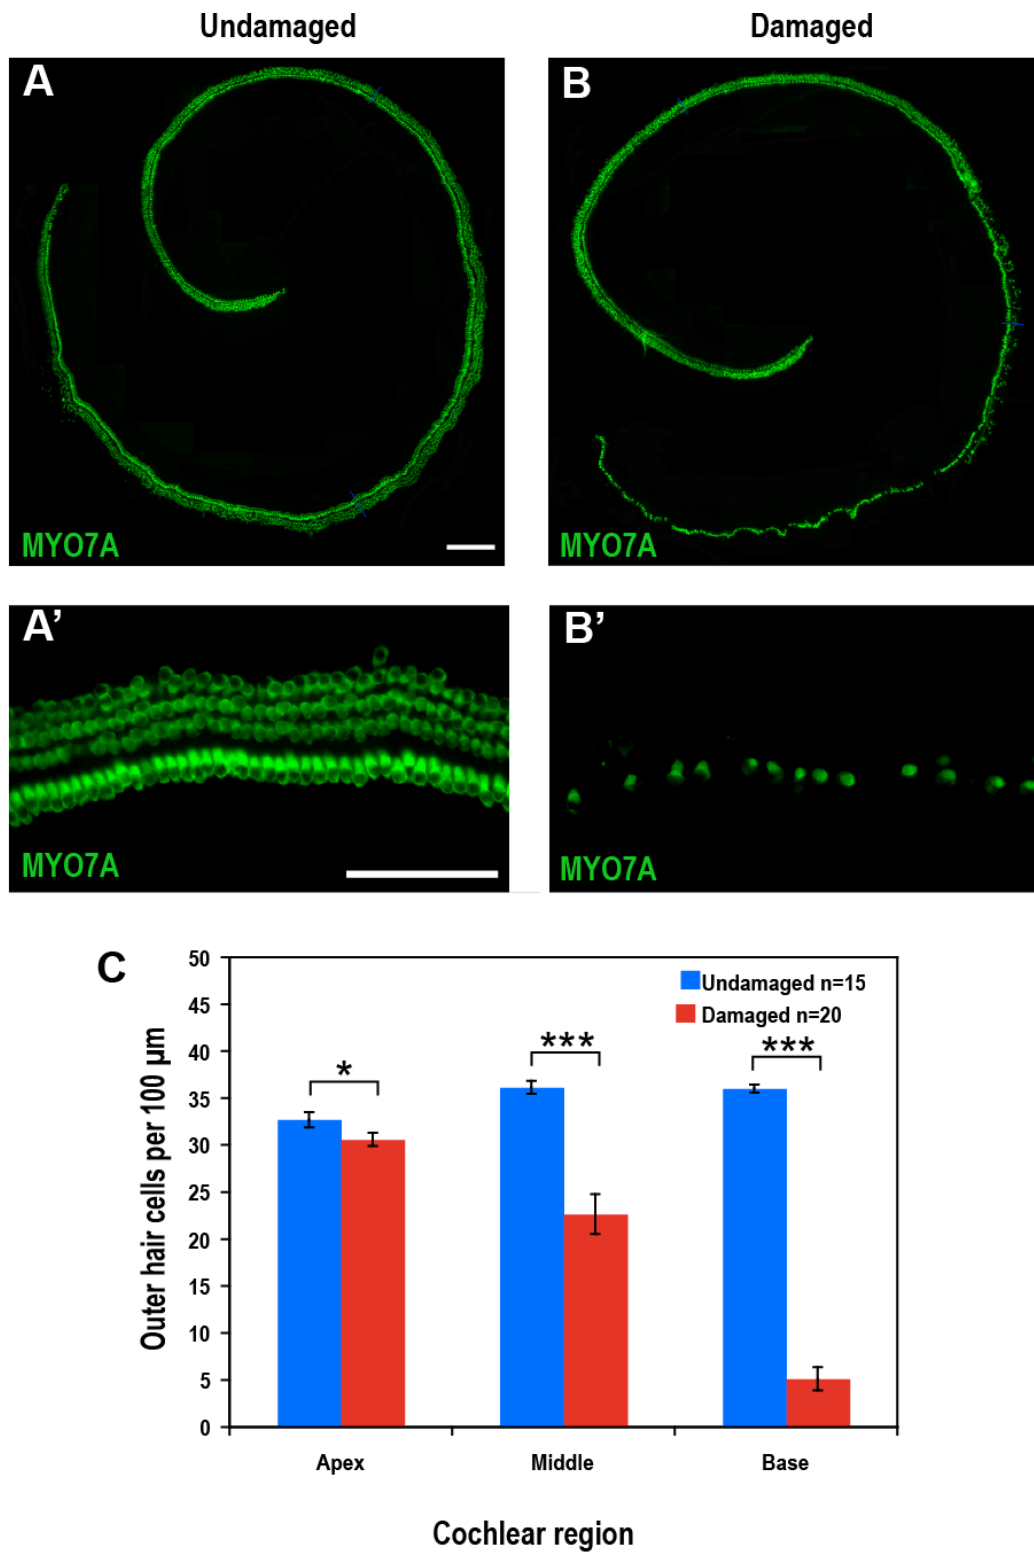 Undamaged
Damaged
A
MYO7A
B
MYO7A
A’
MYO7A
B’
MYO7A
C
Outer hair cells per 100 µm
50
45
40
35
30
25
20
15
10
5
0
Undamaged n=15
Damaged n=20
*
***
***
Apex
Middle
Base
Cochlear region